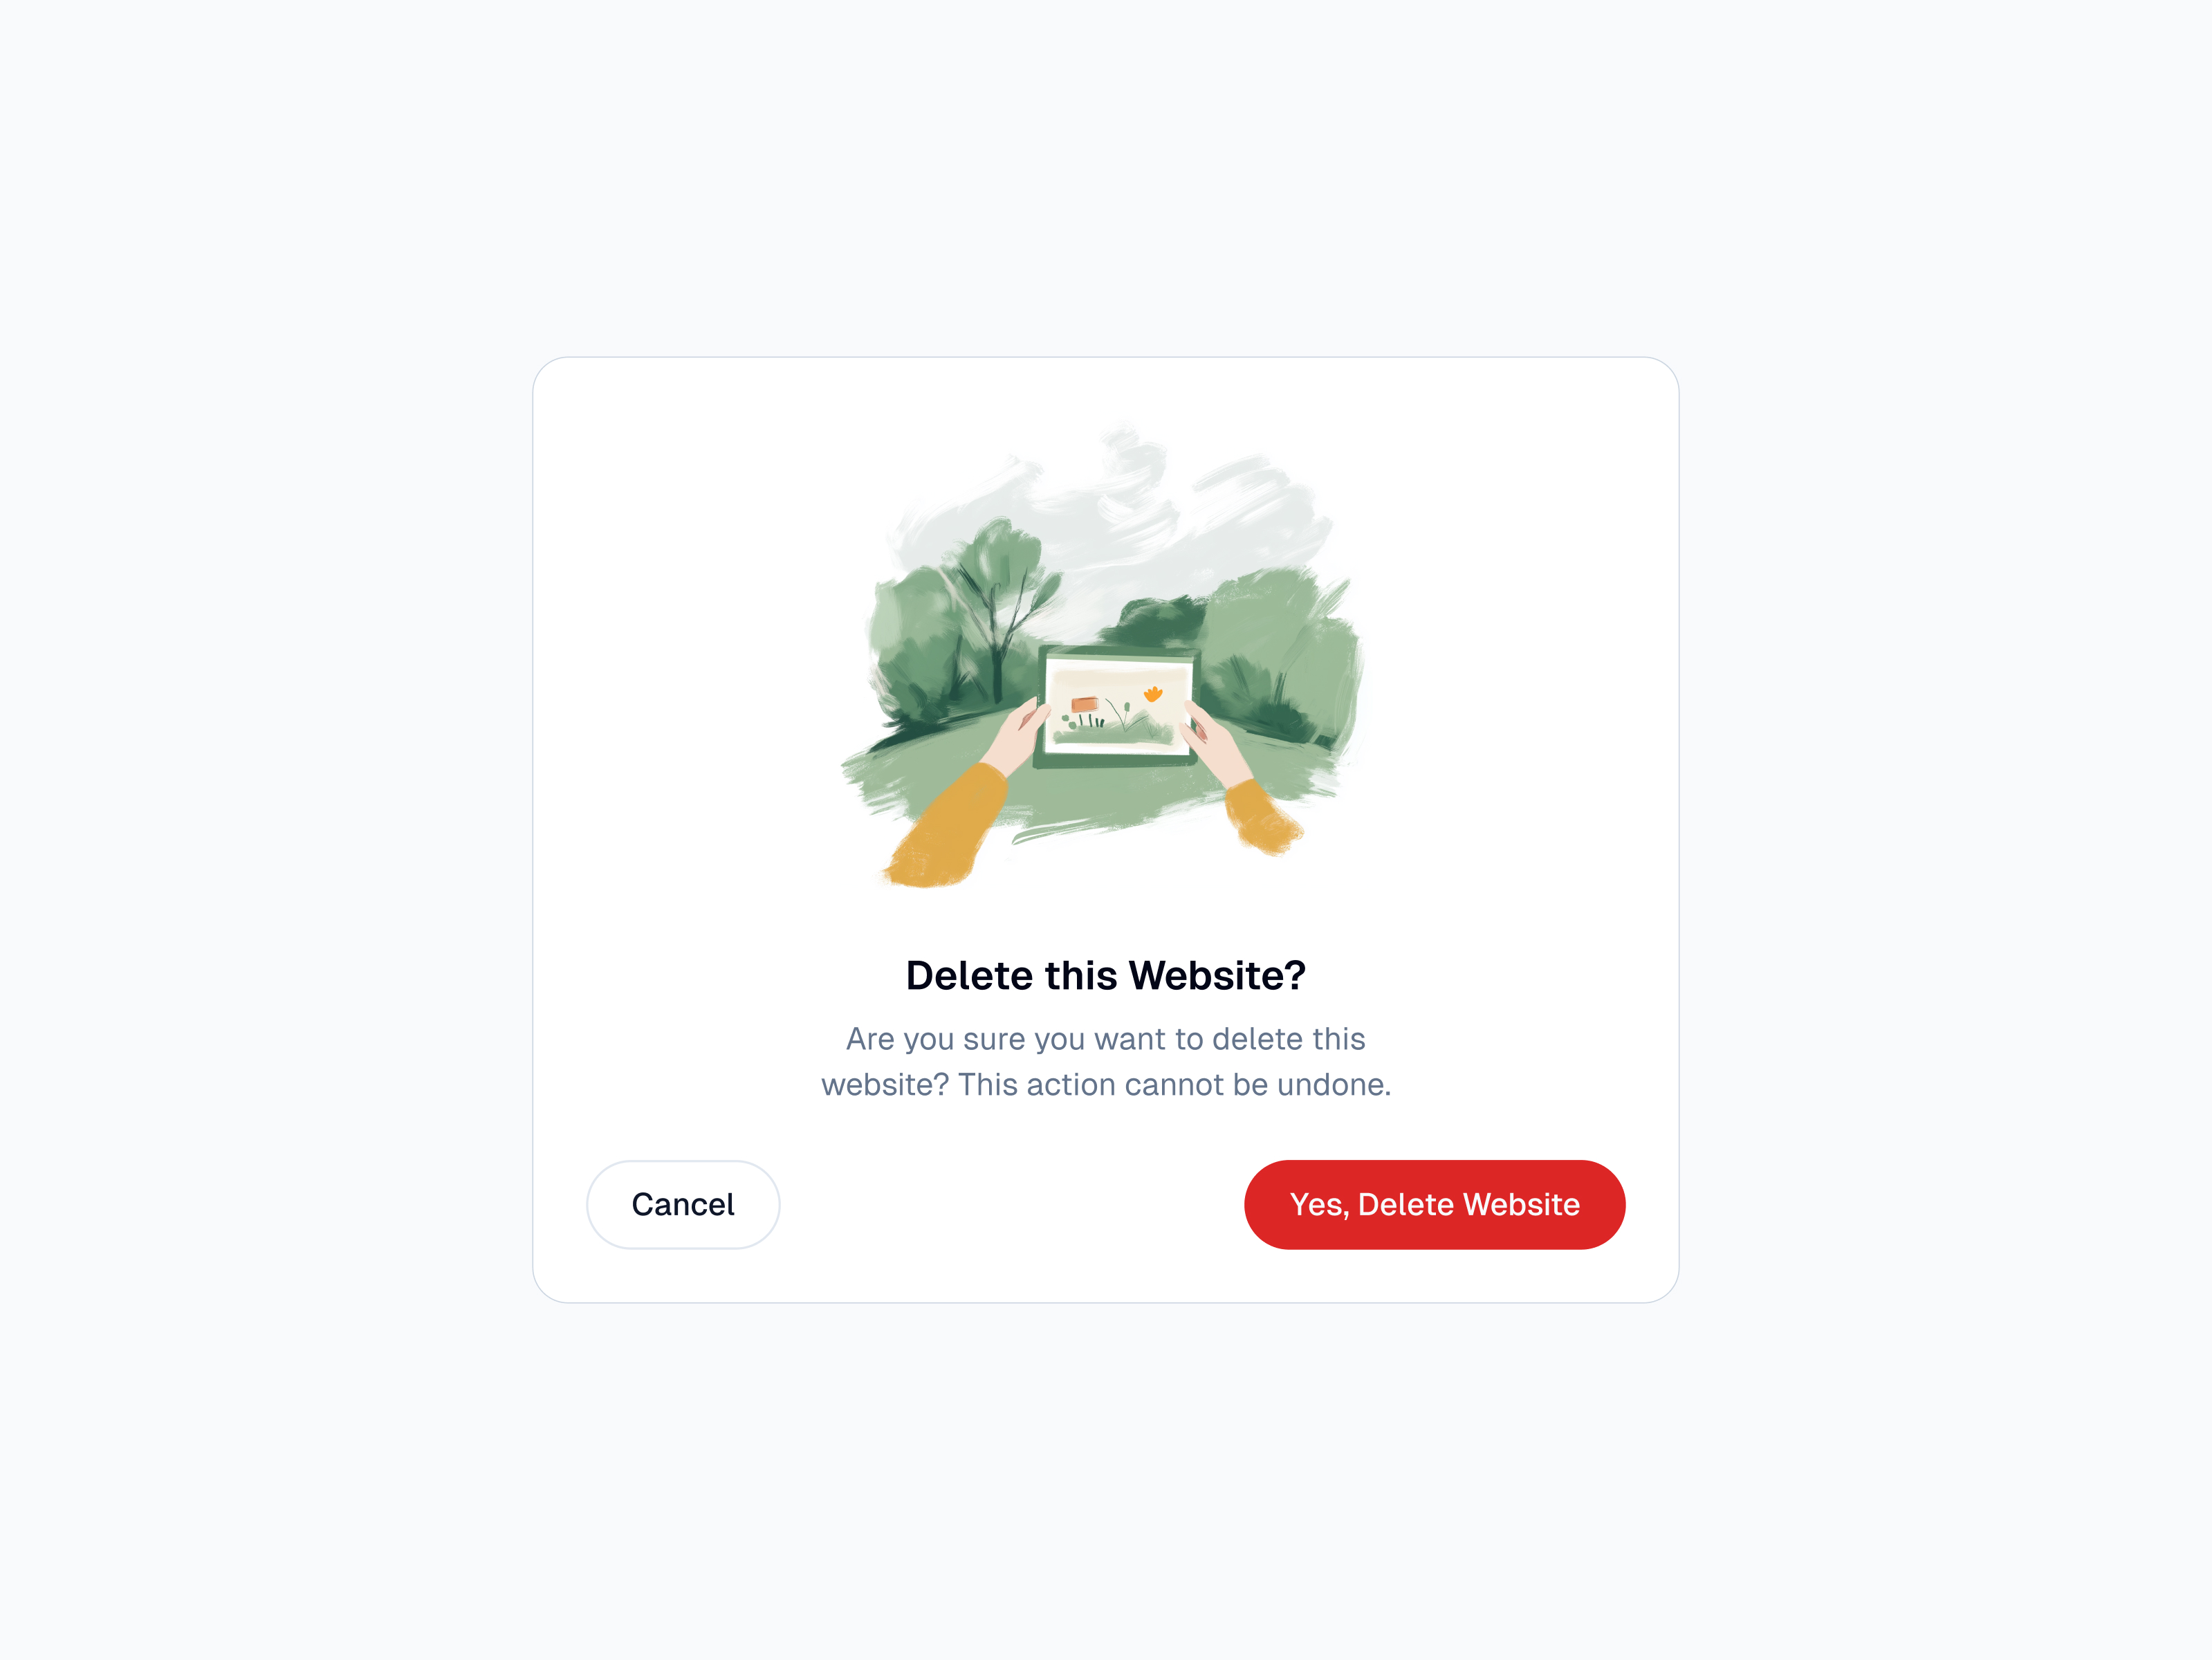 Delete this Website?
Are you sure you want to delete this
website? This action cannot be undone.
Cancel
Yes, Delete Website